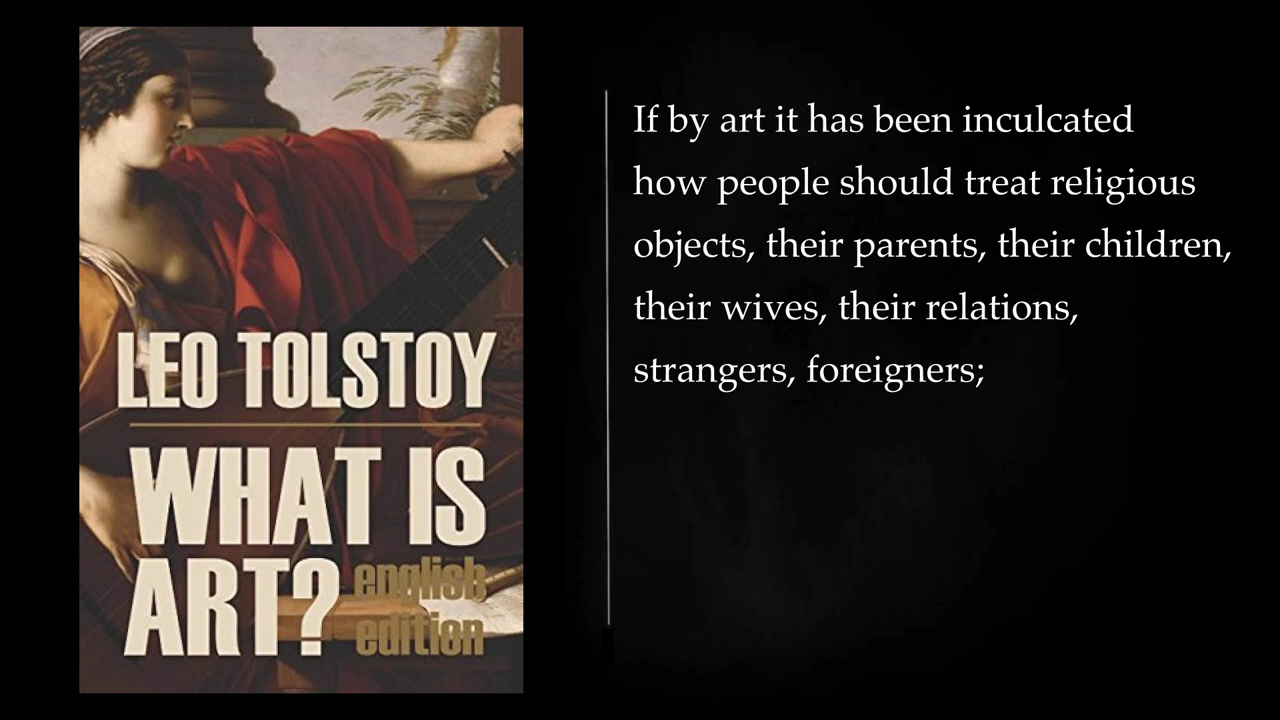 LEO TOLSTOY
WHAT IS
ART?
english
edition
If by art it has been inculcated
how people should treat religious
objects, their parents, their children,
their wives, their relations,
strangers, foreigners;